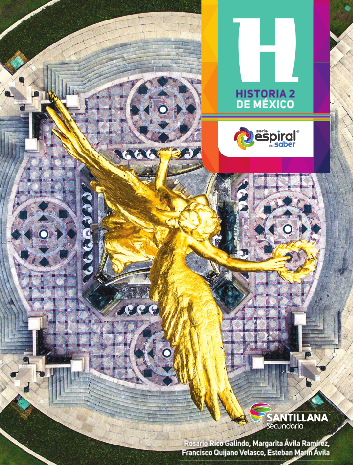 H
HISTORIA 2
DE MÉXICO
serie
espiral
del saber
SANTILLANA
Secundaria
Rosario Rico Galindo, Margarita Ávila Ramírez,
Francisco Quijano Velasco, Esteban Marín Ávila